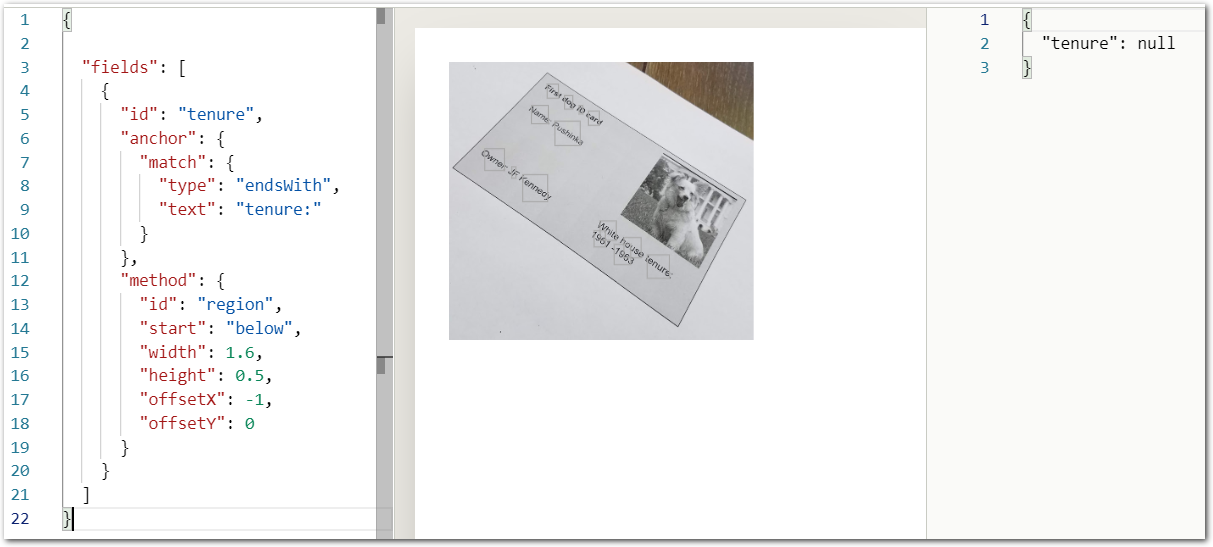 1 {
2
3 "fields": [
4 {
5 "id": "tenure",
6 "anchor": {
7 "match": {
8 "type": "endsWith",
9 "text": "tenure:"
10 }
11 },
12 "method": {
13 "id": "region",
14 "start": "below",
15 "width": 1.6,
16 "height": 0.5,
17 "offsetX": -1,
18 "offsetY": 0
19 }
20 }
21 ]
22 }
First dog ID card
Name: Pushinka
Owner: JF Kennedy
White house tenure:
1961 -1963
1 {
2 "tenure": null
3 }